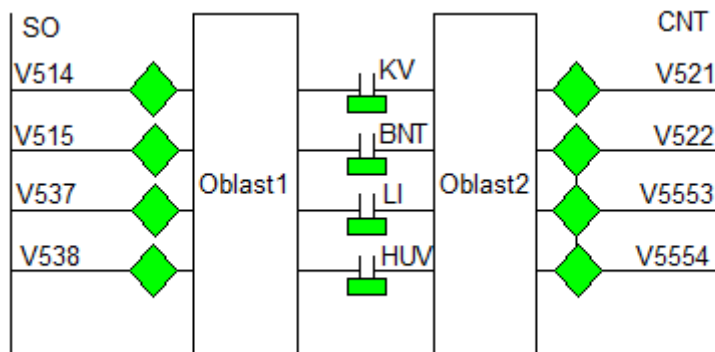 SO CNT
V514 KV V521
V515 BNT V522
Oblast1 Oblast2
V537 LI V5553
V538 HUV V5554